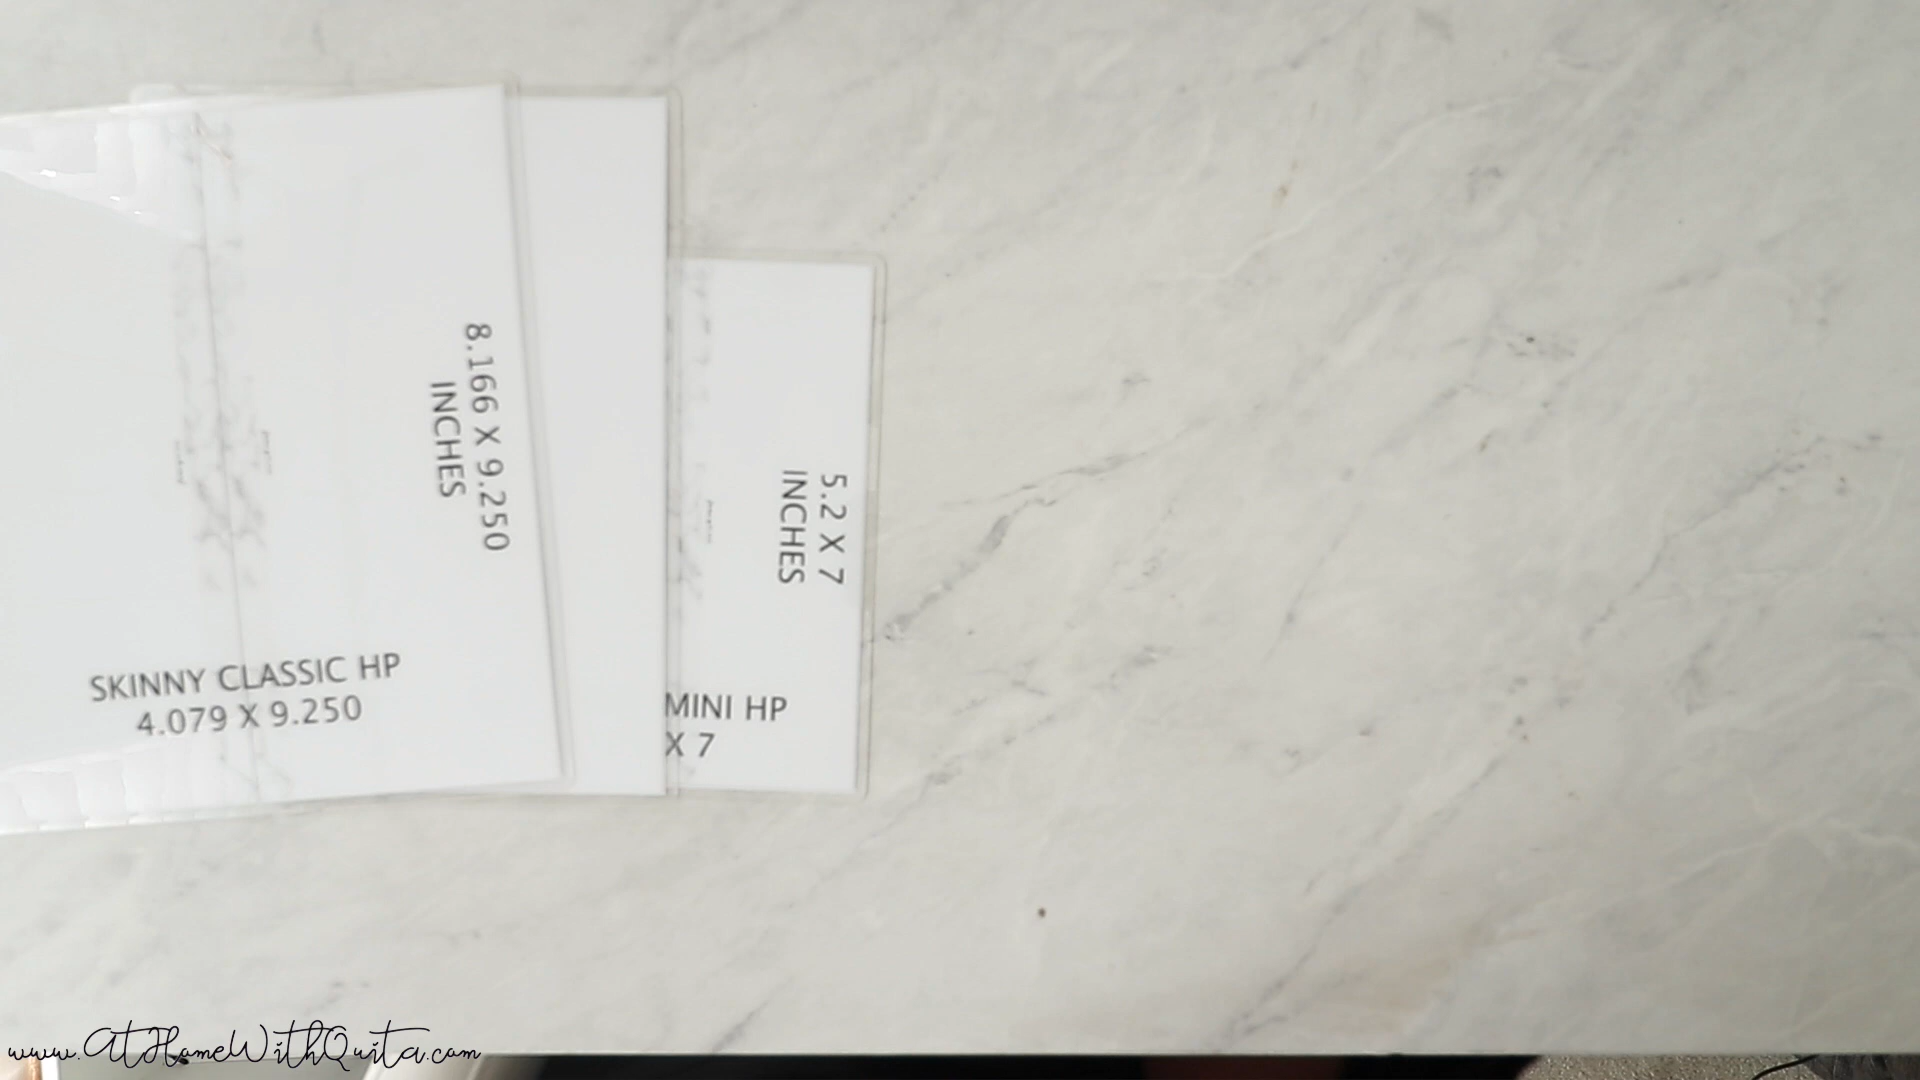 8.166 X 9.250
INCHES
SKINNY CLASSIC HP
4.079 X 9.250
5.2 X 7
INCHES
MINI HP
X 7
www.AtHomeWithQuita.com